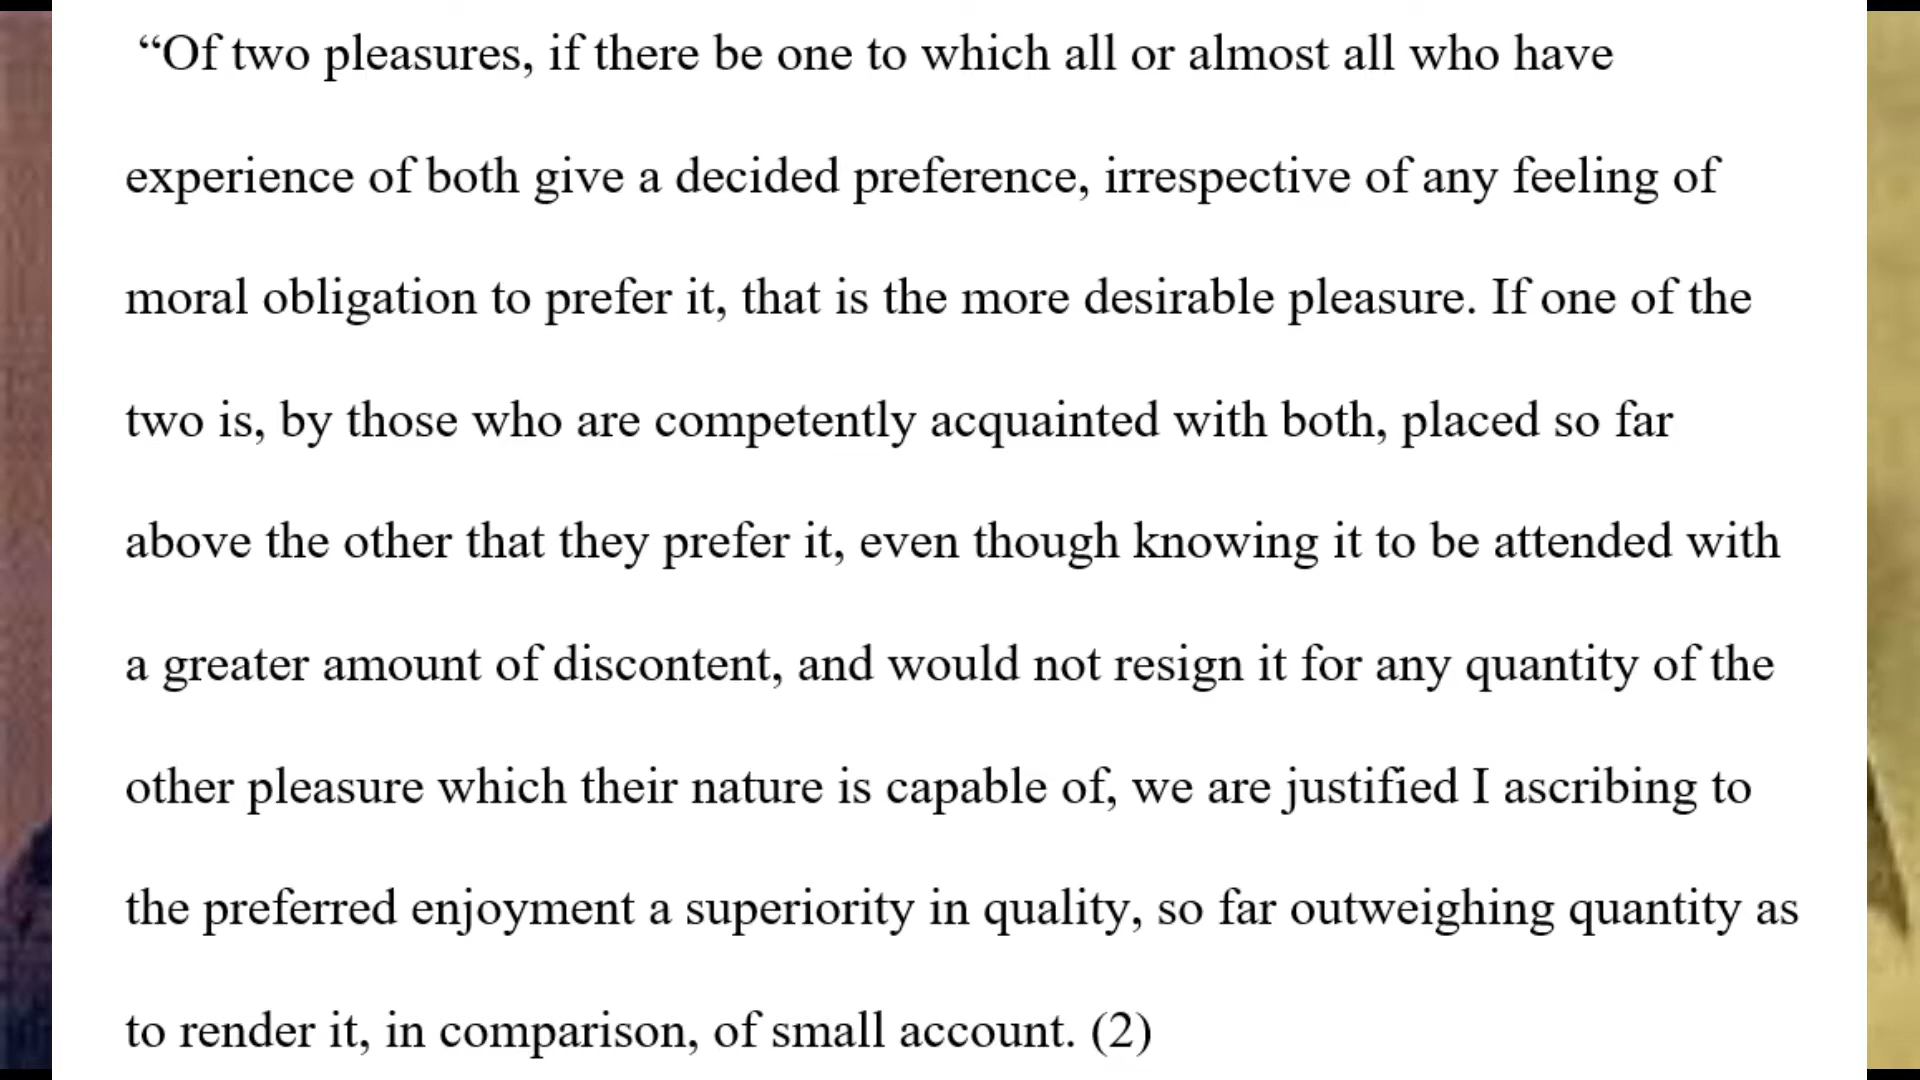 “Of two pleasures, if there be one to which all or almost all who have
experience of both give a decided preference, irrespective of any feeling of
moral obligation to prefer it, that is the more desirable pleasure. If one of the
two is, by those who are competently acquainted with both, placed so far
above the other that they prefer it, even though knowing it to be attended with
a greater amount of discontent, and would not resign it for any quantity of the
other pleasure which their nature is capable of, we are justified I ascribing to
the preferred enjoyment a superiority in quality, so far outweighing quantity as
to render it, in comparison, of small account. (2)